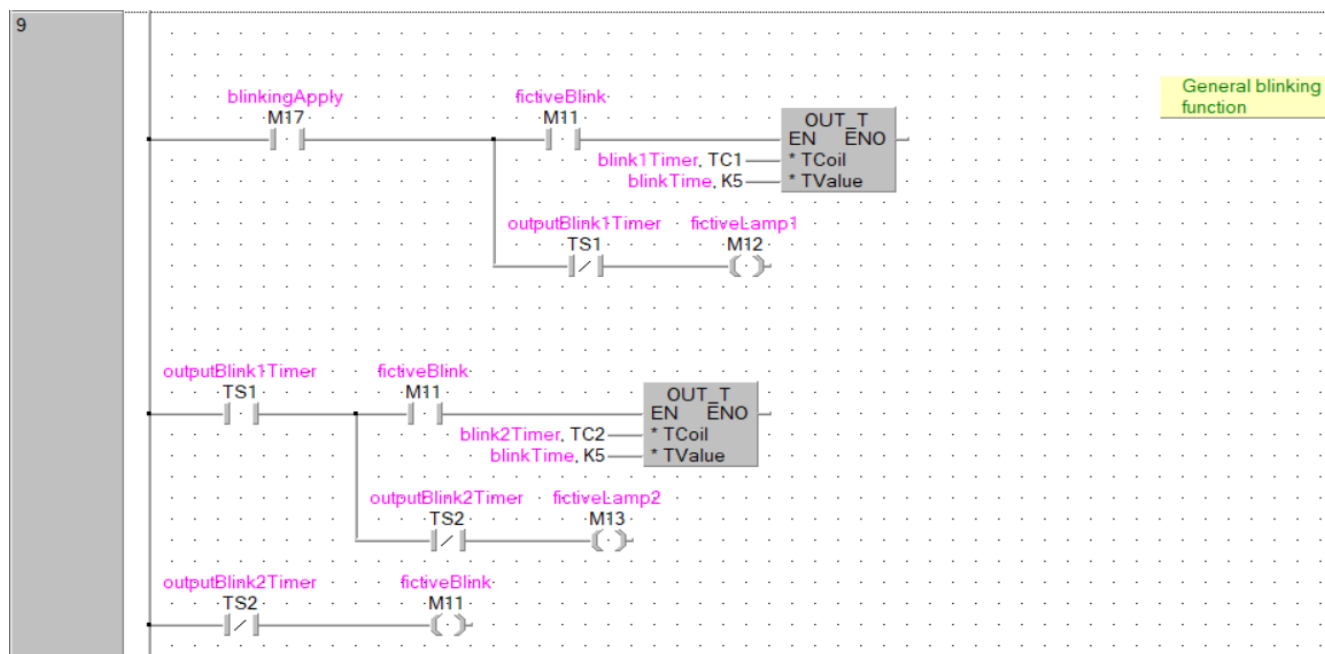 9
General blinking
function
blinkingApply fictiveBlink
M17 M11 OUT_T
EN ENO
blink1Timer, TC1 * TCoil
blinkTime, K5 * TValue
outputBlink1Timer fictiveLamp1
TS1 M12
outputBlink1Timer fictiveBlink
TS1 M11 OUT_T
EN ENO
blink2Timer, TC2 * TCoil
blinkTime, K5 * TValue
outputBlink2Timer fictiveLamp2
TS2 M13
outputBlink2Timer fictiveBlink
TS2 M11